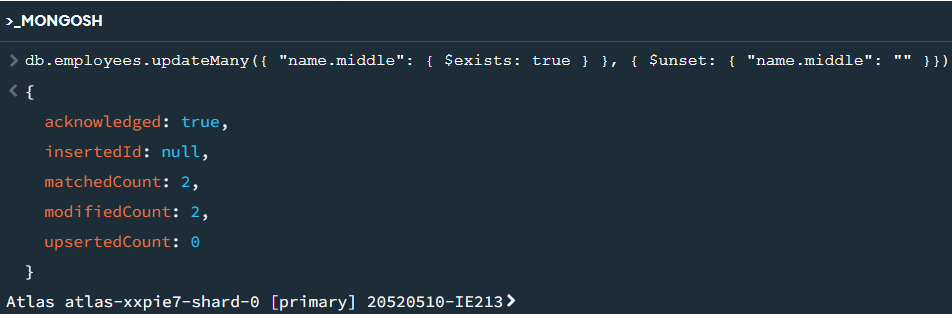 >_MONGOSH
> db.employees.updateMany({ "name.middle": { $exists: true } }, { $unset: { "name.middle": "" }})
< {
acknowledged: true,
insertedId: null,
matchedCount: 2,
modifiedCount: 2,
upsertedCount: 0
}
Atlas atlas-xxpie7-shard-0 [primary] 20520510-IE213>